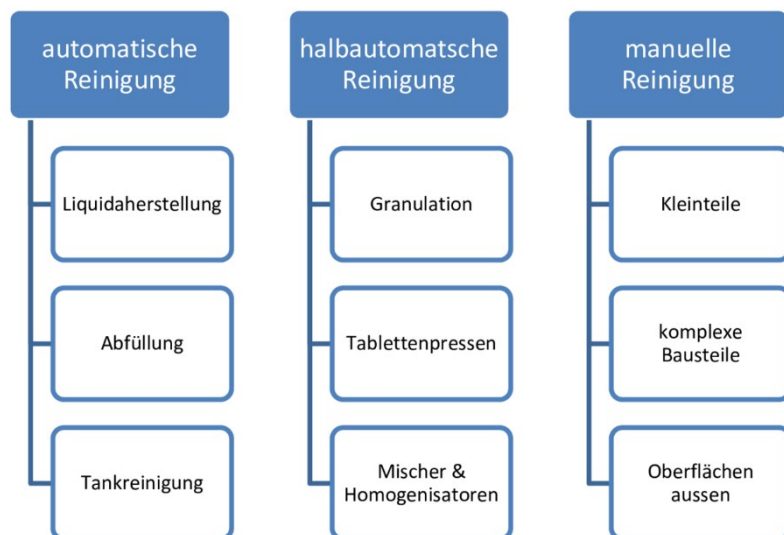 automatische
Reinigung
Liquidaherstellung
Abfüllung
Tankreinigung
halbautomatsche
Reinigung
Granulation
Tablettenpressen
Mischer &
Homogenisatoren
manuelle
Reinigung
Kleinteile
komplexe
Bausteile
Oberflächen
aussen